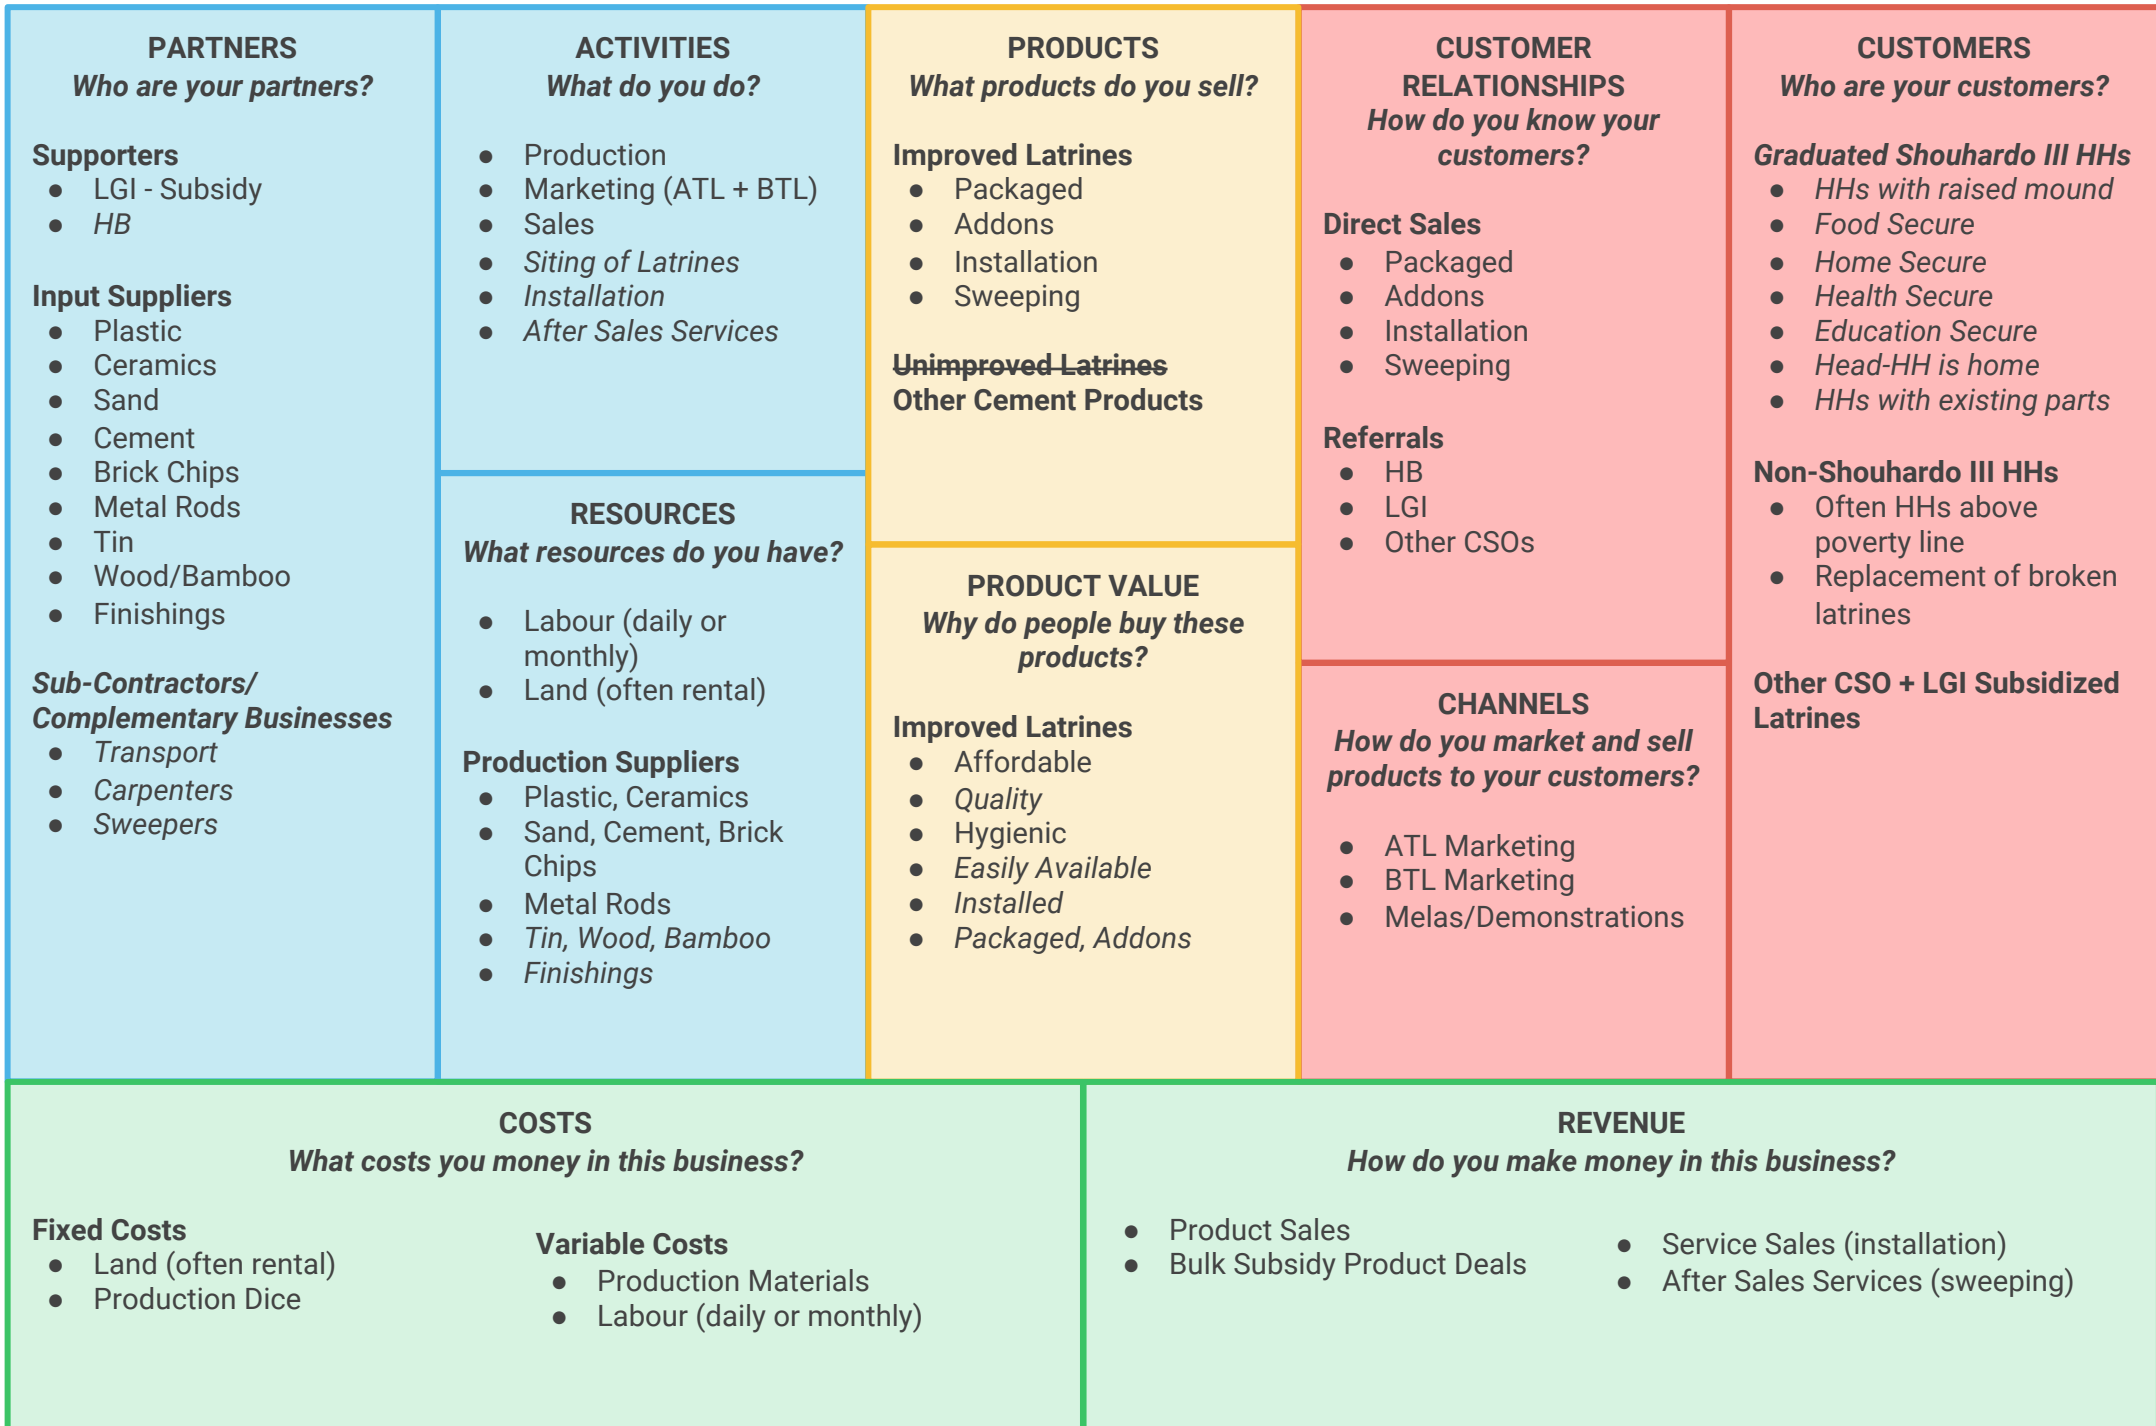 PARTNERS
Who are your partners?
Supporters
● LGI - Subsidy
● HB
Input Suppliers
● Plastic
● Ceramics
● Sand
● Cement
● Brick Chips
● Metal Rods
● Tin
● Wood/Bamboo
● Finishings
Sub-Contractors/
Complementary Businesses
● Transport
● Carpenters
● Sweepers
ACTIVITIES
What do you do?
● Production
● Marketing (ATL + BTL)
● Sales
● Siting of Latrines
● Installation
● After Sales Services
RESOURCES
What resources do you have?
● Labour (daily or
monthly)
● Land (often rental)
Production Suppliers
● Plastic, Ceramics
● Sand, Cement, Brick
Chips
● Metal Rods
● Tin, Wood, Bamboo
● Finishings
PRODUCTS
What products do you sell?
Improved Latrines
● Packaged
● Addons
● Installation
● Sweeping
Unimproved Latrines
Other Cement Products
PRODUCT VALUE
Why do people buy these
products?
Improved Latrines
● Affordable
● Quality
● Hygienic
● Easily Available
● Installed
● Packaged, Addons
CUSTOMER
RELATIONSHIPS
How do you know your
customers?
Direct Sales
● Packaged
● Addons
● Installation
● Sweeping
Referrals
● HB
● LGI
● Other CSOs
CHANNELS
How do you market and sell
products to your customers?
● ATL Marketing
● BTL Marketing
● Melas/Demonstrations
CUSTOMERS
Who are your customers?
Graduated Shouhardo III HHs
● HHs with raised mound
● Food Secure
● Home Secure
● Health Secure
● Education Secure
● Head-HH is home
● HHs with existing parts
Non-Shouhardo III HHs
● Often HHs above
poverty line
● Replacement of broken
latrines
Other CSO + LGI Subsidized
Latrines
COSTS
What costs you money in this business?
Fixed Costs
● Land (often rental)
● Production Dice
Variable Costs
● Production Materials
● Labour (daily or monthly)
REVENUE
How do you make money in this business?
● Product Sales
● Bulk Subsidy Product Deals
● Service Sales (installation)
● After Sales Services (sweeping)